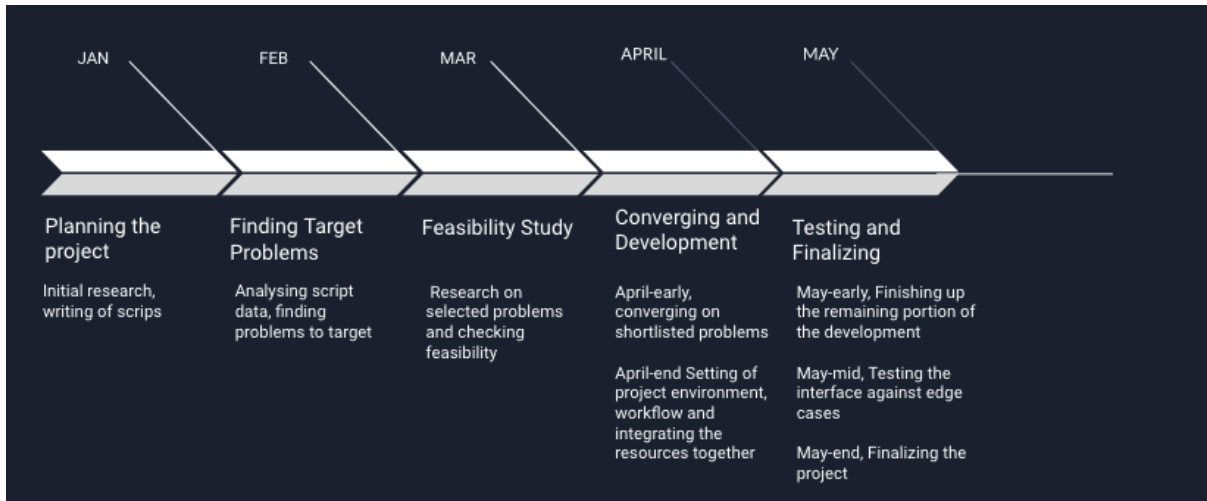 JAN
FEB
MAR
APRIL
MAY
Planning the
project
Initial research,
writing of scrips
Finding Target
Problems
Analysing script
data, finding
problems to target
Feasibility Study
Research on
selected problems
and checking
feasibility
Converging and
Development
April-early,
converging on
shortlisted problems
April-end Setting of
project environment,
workflow and
integrating the
resources together
Testing and
Finalizing
May-early, Finishing up
the remaining portion of
the development
May-mid, Testing the
interface against edge
cases
May-end, Finalizing the
project